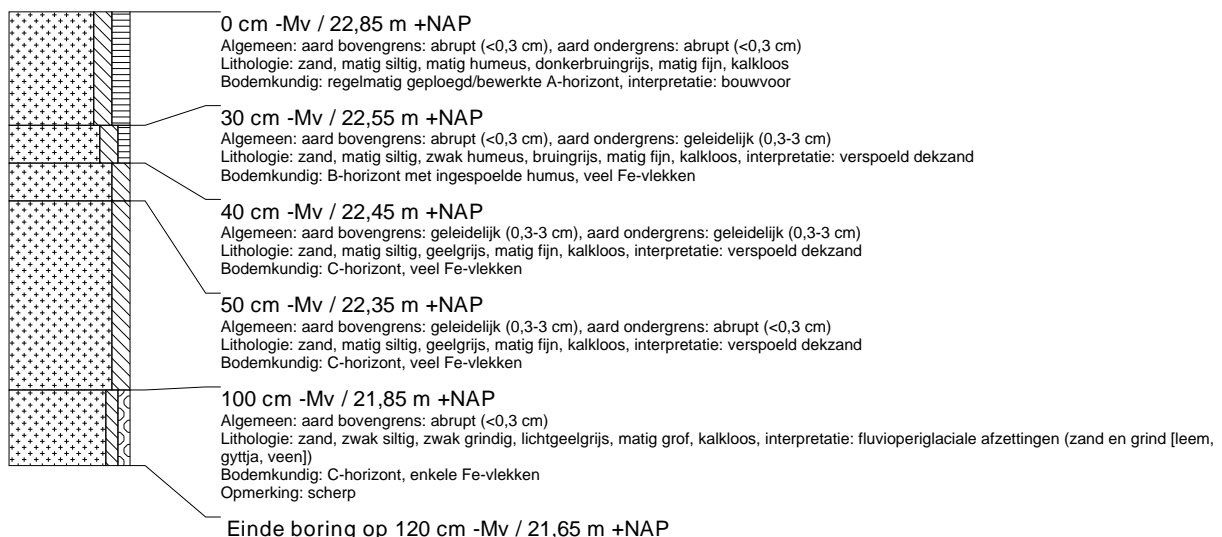 0 cm -Mv / 22,85 m +NAP
Algemeen: aard bovengrens: abrupt (<0,3 cm), aard ondergrens: abrupt (<0,3 cm)
Lithologie: zand, matig siltig, matig humeus, donkerbruingrijs, matig fijn, kalkloos
Bodemkundig: regelmatig geploegd/bewerkte A-horizont, interpretatie: bouwvoor
30 cm -Mv / 22,55 m +NAP
Algemeen: aard bovengrens: abrupt (<0,3 cm), aard ondergrens: geleidelijk (0,3-3 cm)
Lithologie: zand, matig siltig, zwak humeus, bruingrijs, matig fijn, kalkloos, interpretatie: verspoeld dekzand
Bodemkundig: B-horizont met ingespoelde humus, veel Fe-vlekken
40 cm -Mv / 22,45 m +NAP
Algemeen: aard bovengrens: geleidelijk (0,3-3 cm), aard ondergrens: geleidelijk (0,3-3 cm)
Lithologie: zand, matig siltig, geelgrijs, matig fijn, kalkloos, interpretatie: verspoeld dekzand
Bodemkundig: C-horizont, veel Fe-vlekken
50 cm -Mv / 22,35 m +NAP
Algemeen: aard bovengrens: geleidelijk (0,3-3 cm), aard ondergrens: abrupt (<0,3 cm)
Lithologie: zand, matig siltig, geelgrijs, matig fijn, kalkloos, interpretatie: verspoeld dekzand
Bodemkundig: C-horizont, veel Fe-vlekken
100 cm -Mv / 21,85 m +NAP
Algemeen: aard bovengrens: abrupt (<0,3 cm)
Lithologie: zand, zwak siltig, zwak grindig, lichtgeelgrijs, matig grof, kalkloos, interpretatie: fluvioperiglaciale afzettingen (zand en grind [leem,
gyttja, veen])
Bodemkundig: C-horizont, enkele Fe-vlekken
Opmerking: scherp
Einde boring op 120 cm -Mv / 21,65 m +NAP